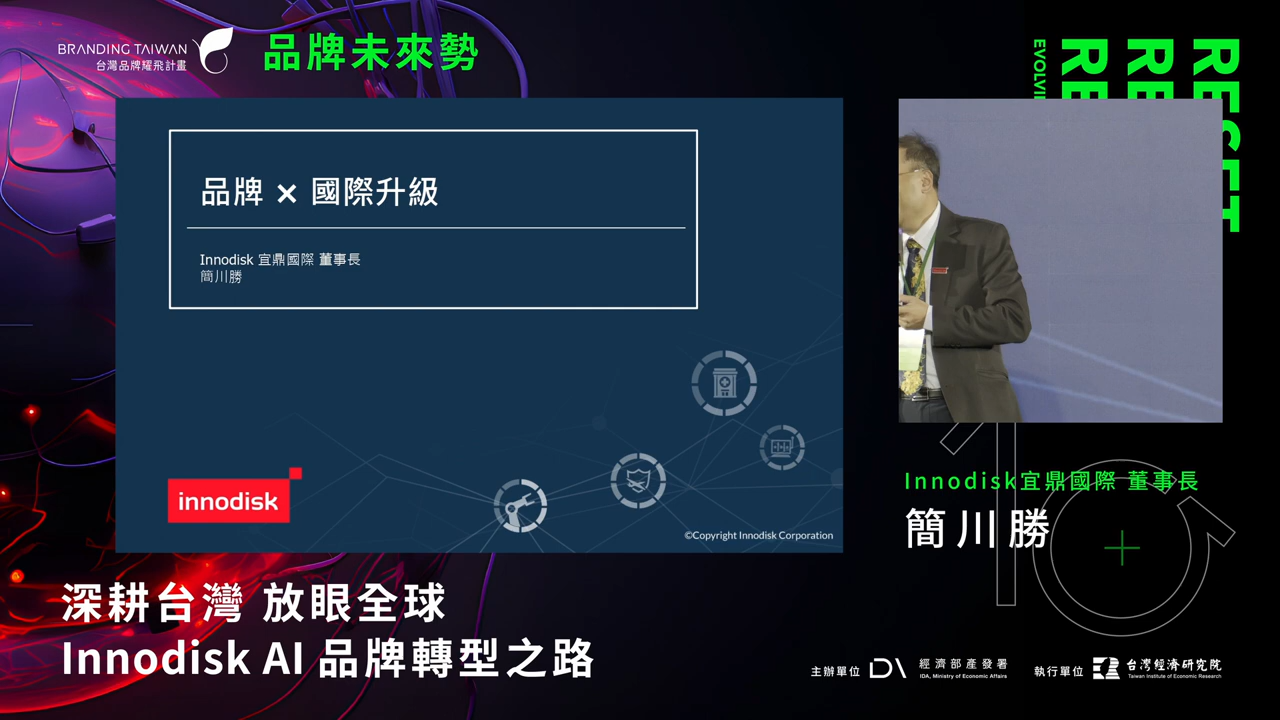 BRANDING TAIWAN
台灣品牌耀飛計畫
品牌未來勢
品牌 × 國際升級
Innodisk 宜鼎國際 董事長
簡川勝
innodisk
©Copyright Innodisk Corporation
RESET
RE
RE
EVOLVI
Innodisk宜鼎國際 董事長
簡川勝
深耕台灣 放眼全球
Innodisk AI 品牌轉型之路
主辦單位
經濟部產發署
IDA, Ministry of Economic Affairs
執行單位
台灣經濟研究院
Taiwan Institute of Economic Research